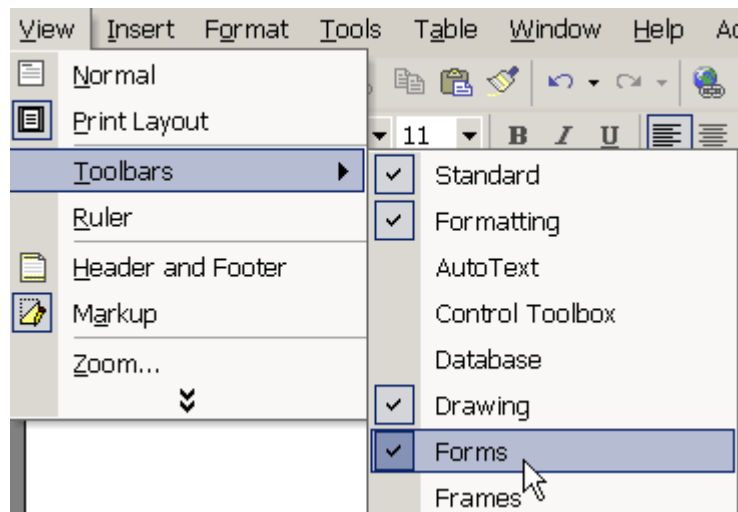 View Insert Format Tools Table Window Help Ac
Normal
Print Layout
11 B I U
Toolbars
Standard
Ruler
Formatting
Header and Footer
AutoText
Markup
Control Toolbox
Zoom...
Database
Drawing
Forms
Frames